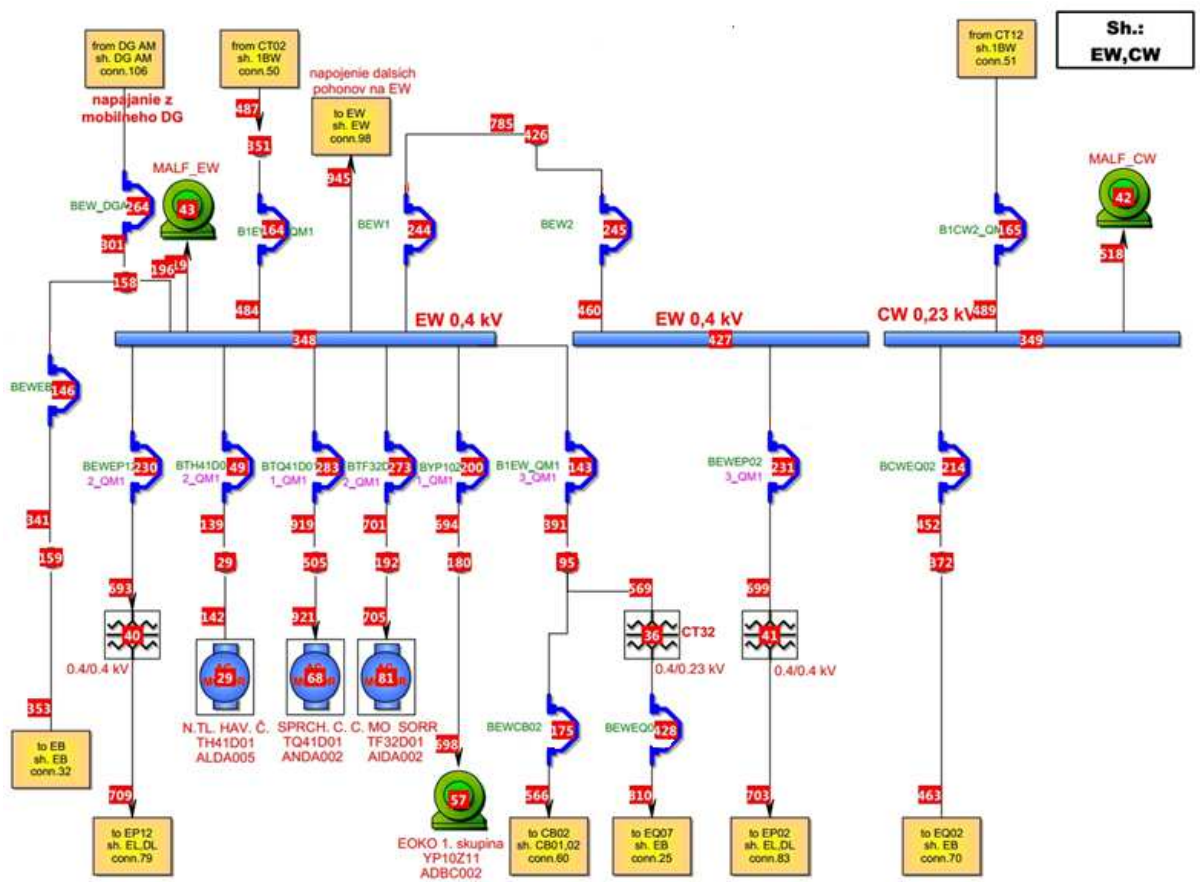 from DG AM
sh. DG AM
conn.106
from CT02
sh. 1BW
conn.50
from CT12
sh.1BW
conn.51
Sh.:
EW,CW
napajanie z
mobilneho DG
487
351
napojenie dalsích
pohonov na EW
to EW
sh. EW
conn.98
785
426
MALF_EW
43
MALF_CW
42
945
BEW_DGA
264
301
158
196
19
164
484
BEW1
244
BEW2
245
460
165
489
518
EW 0,4 kV
348
EW 0,4 kV
427
CW 0,23 kV
349
BEWEB
146
BEWEP12
230
2_QM1
BTH41D0
49
2_QM1
BTQ41D0
283
1_QM1
BTF32D
273
2_QM1
BYP102
200
1_QM1
B1EW_QM1
143
3_QM1
BEWEP02
231
3_QM1
BCWEQ02
214
341
159
139
29
142
919
505
921
701
192
705
694
180
391
95
452
372
693
40
0.4/0.4 kV
569
36
CT32
0.4/0.23 kV
699
41
0.4/0.4 kV
29
N.TL. HAV. Č.
TH41D01
ALDA005
68
SPRCH. C.
TQ41D01
ANDA002
81
C. MO SORR
TF32D01
AIDA002
353
to EB
sh. EB
conn.32
698
57
EOKO 1. skupina
YP10Z11
ADBC002
BEWCB02
175
428
709
566
810
703
463
to EP12
sh. EL,DL
conn.79
to CB02
sh. CB01,02
conn.60
to EQ07
sh. EB
conn.25
to EP02
sh. EL,DL
conn.83
to EQ02
sh. EB
conn.70